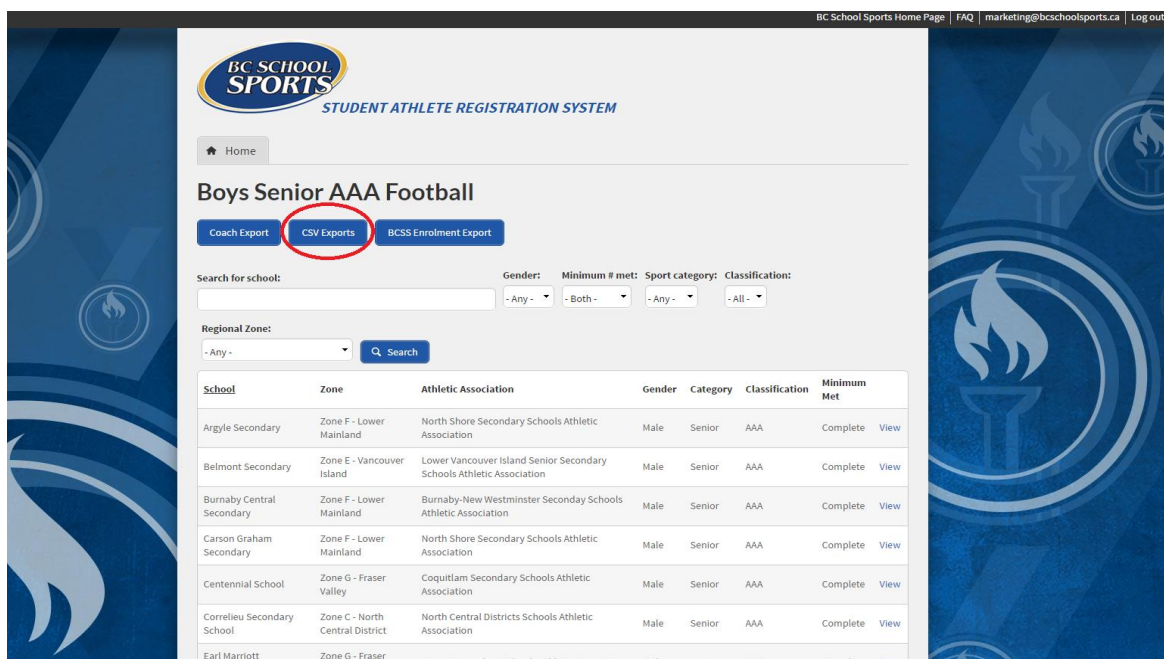 BC School Sports Home Page | FAQ | marketing@bcschoolsports.ca | Log out
BC SCHOOL
SPORTS
STUDENT ATHLETE REGISTRATION SYSTEM
Home
Boys Senior AAA Football
Coach Export CSV Exports BCSS Enrolment Export
Search for school: Gender: Minimum # met: Sport category: Classification:
- Any - - Both - - Any - - All -
Regional Zone:
- Any - Search
School Zone Athletic Association Gender Category Classification Minimum Met
Argyle Secondary Zone F - Lower Mainland North Shore Secondary Schools Athletic Association Male Senior AAA Complete View
Belmont Secondary Zone E - Vancouver Island Lower Vancouver Island Senior Secondary Schools Athletic Association Male Senior AAA Complete View
Burnaby Central Secondary Zone F - Lower Mainland Burnaby-New Westminster Seconday Schools Athletic Association Male Senior AAA Complete View
Carson Graham Secondary Zone F - Lower Mainland North Shore Secondary Schools Athletic Association Male Senior AAA Complete View
Centennial School Zone G - Fraser Valley Coquitlam Secondary Schools Athletic Association Male Senior AAA Complete View
Correlieu Secondary School Zone C - North Central District North Central Districts Schools Athletic Association Male Senior AAA Complete View
Earl Marriott Zone G - Fraser